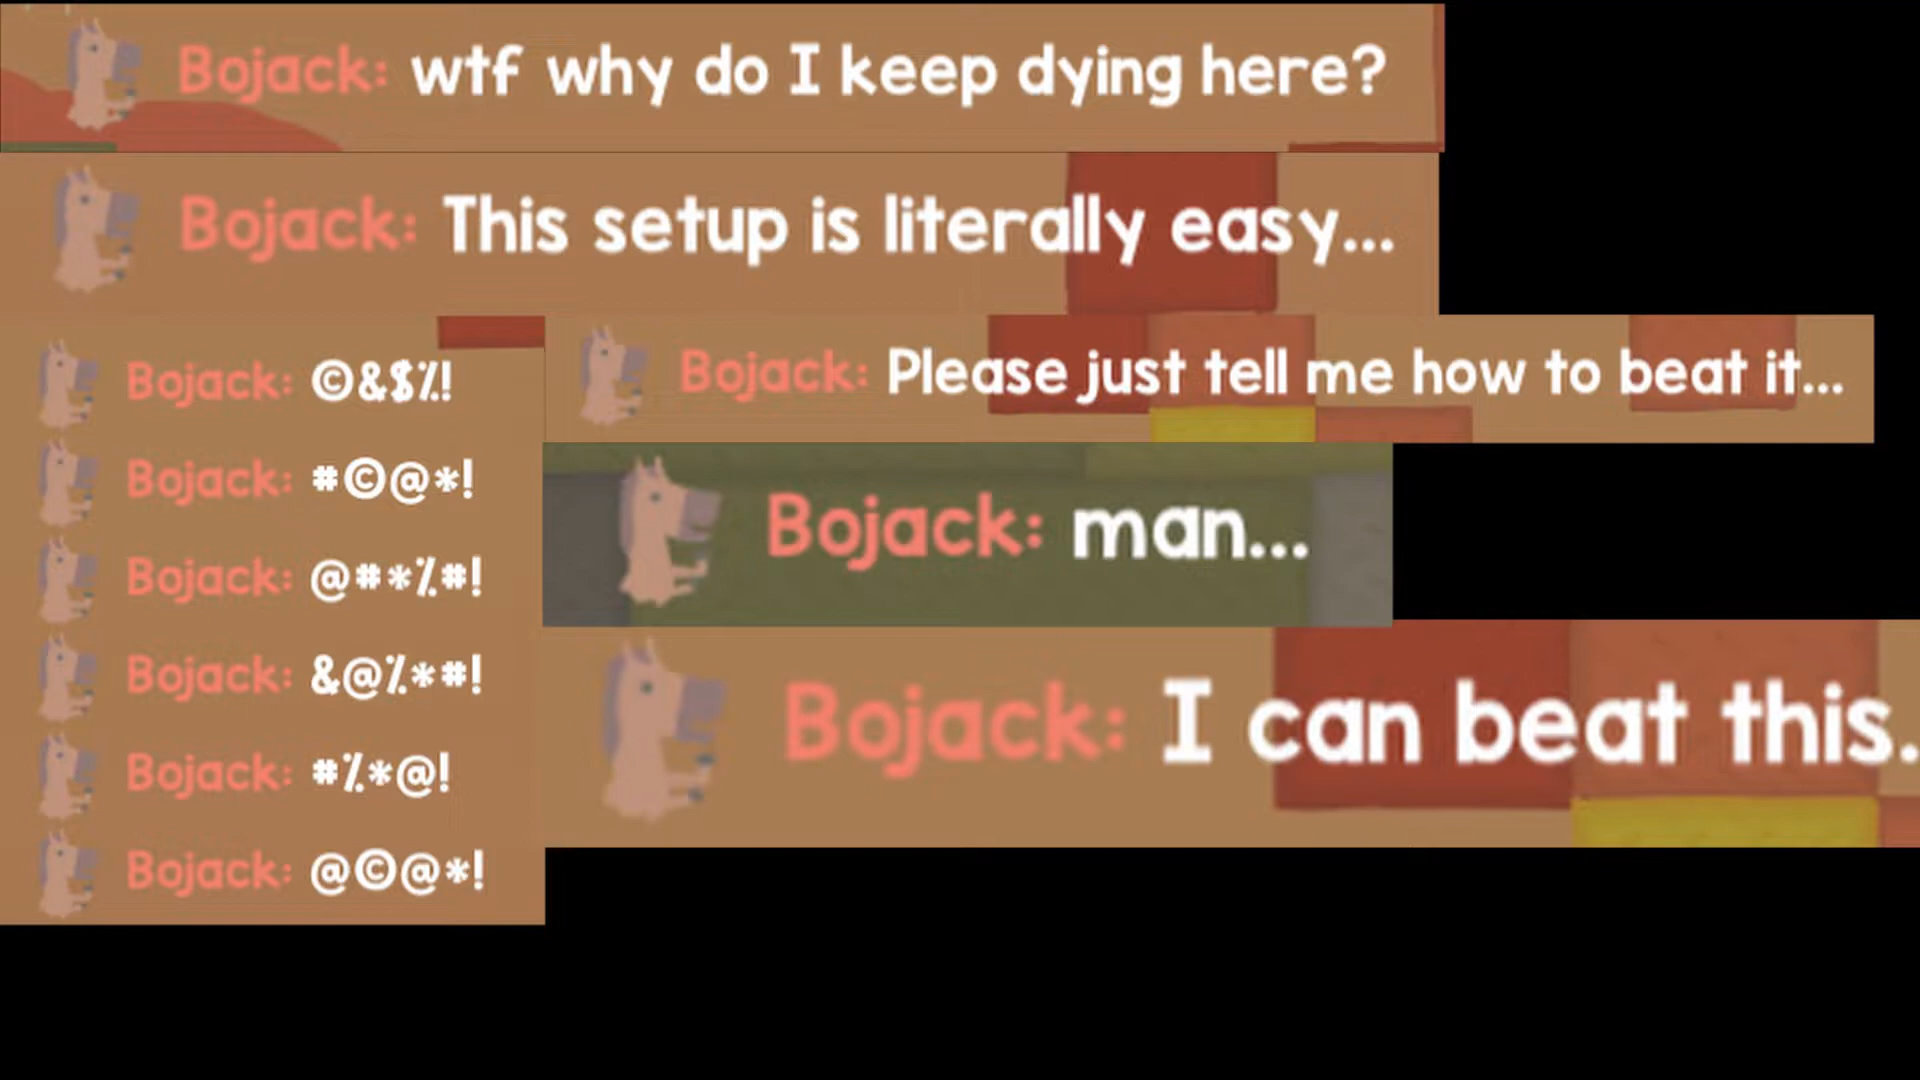 Bojack: wtf why do I keep dying here?
Bojack: This setup is literally easy...
Bojack: ©&$%!
Bojack: #©@*!
Bojack: @#*%#!
Bojack: &@%*#!
Bojack: #%*@!
Bojack: @©@*!
Bojack: Please just tell me how to beat it...
Bojack: man...
Bojack: I can beat this.